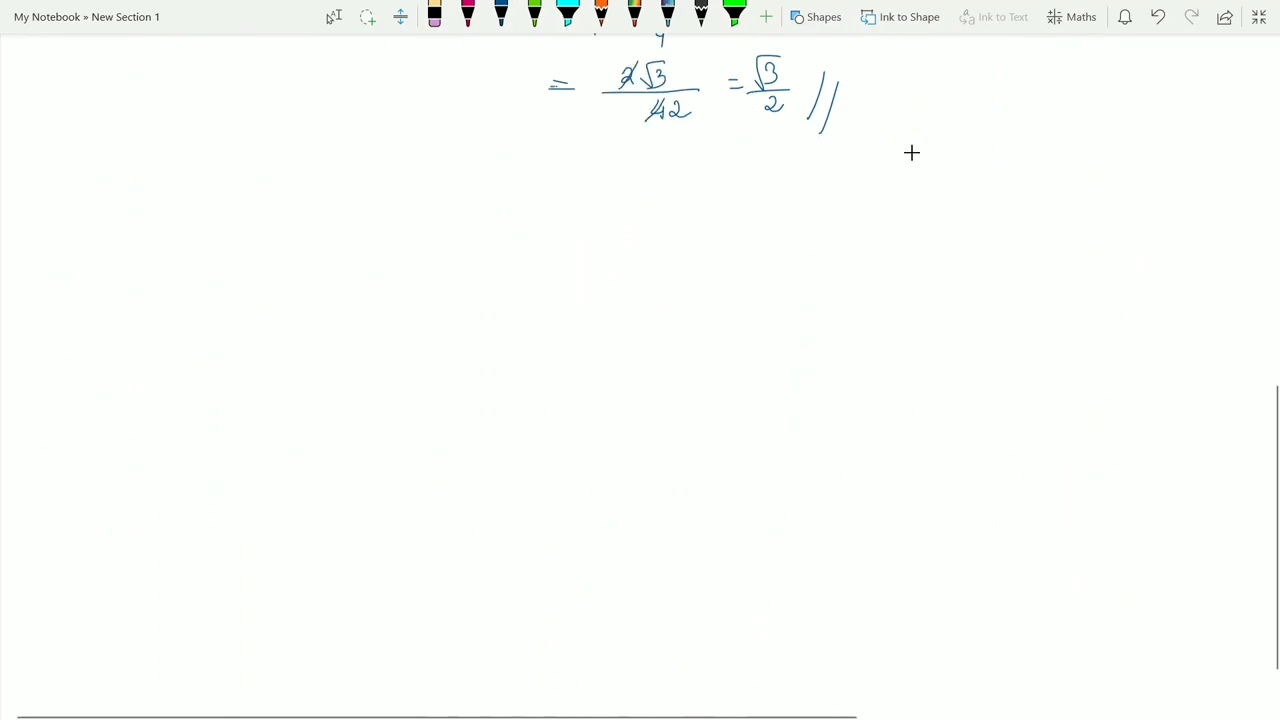 My Notebook » New Section 1
Shapes
Ink to Shape
Ink to Text
Maths
= 2√3 / 4 2 = √3 / 2 //